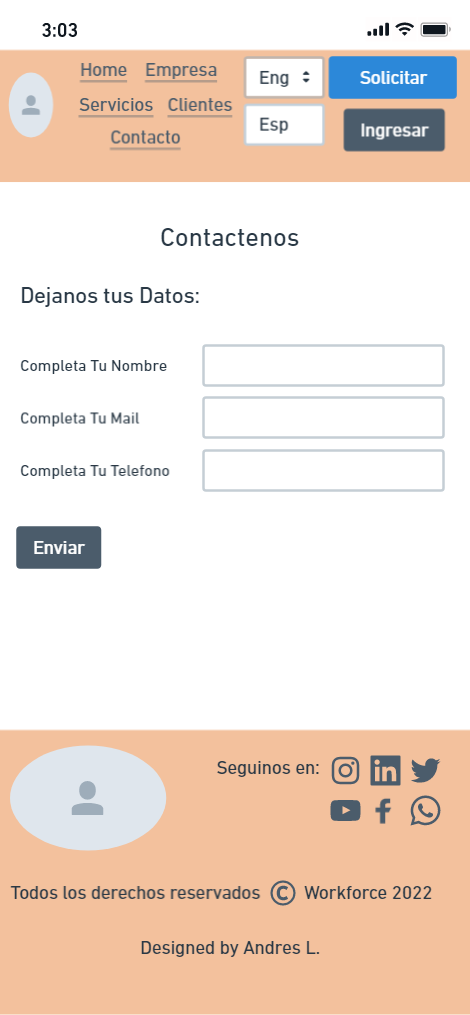 3:03
Home Empresa
Servicios Clientes
Contacto
Eng
Esp
Solicitar
Ingresar
Contactenos
Dejanos tus Datos:
Completa Tu Nombre
Completa Tu Mail
Completa Tu Telefono
Enviar
Seguinos en:
Todos los derechos reservados © Workforce 2022
Designed by Andres L.